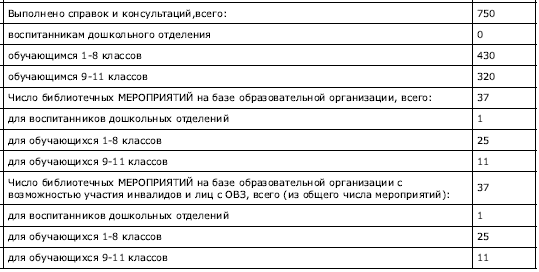 Выполнено справок и консультаций,всего: 750
воспитанникам дошкольного отделения 0
обучающимся 1-8 классов 430
обучающимся 9-11 классов 320
Число библиотечных МЕРОПРИЯТИЙ на базе образовательной организации, всего: 37
для воспитанников дошкольных отделений 1
для обучающихся 1-8 классов 25
для обучающихся 9-11 классов 11
Число библиотечных МЕРОПРИЯТИЙ на базе образовательной организации с
возможностью участия инвалидов и лиц с ОВЗ, всего (из общего числа мероприятий): 37
для воспитанников дошкольных отделений 1
для обучающихся 1-8 классов 25
для обучающихся 9-11 классов 11